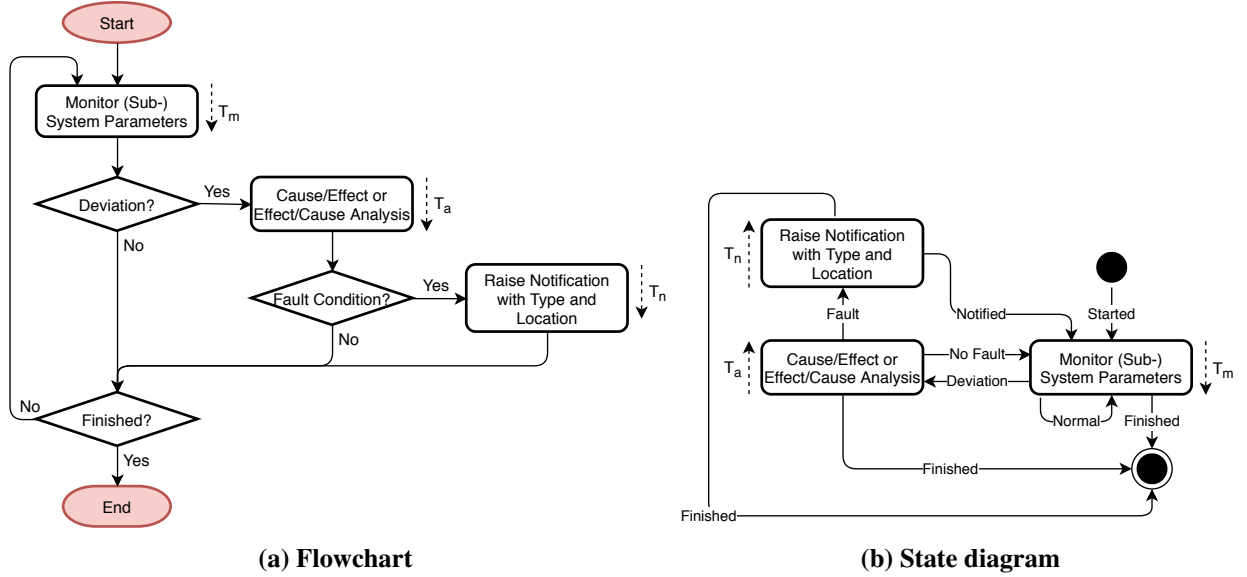 Start
Monitor (Sub-)
System Parameters
Tm
Deviation?
Yes
No
Cause/Effect or
Effect/Cause Analysis
Ta
Fault Condition?
Yes
No
Raise Notification
with Type and
Location
Tn
Finished?
No
Yes
End
(a) Flowchart
Raise Notification
with Type and
Location
Tn
Fault
Notified
Started
Cause/Effect or
Effect/Cause Analysis
Ta
No Fault
Deviation
Monitor (Sub-)
System Parameters
Tm
Normal
Finished
Finished
Finished
(b) State diagram